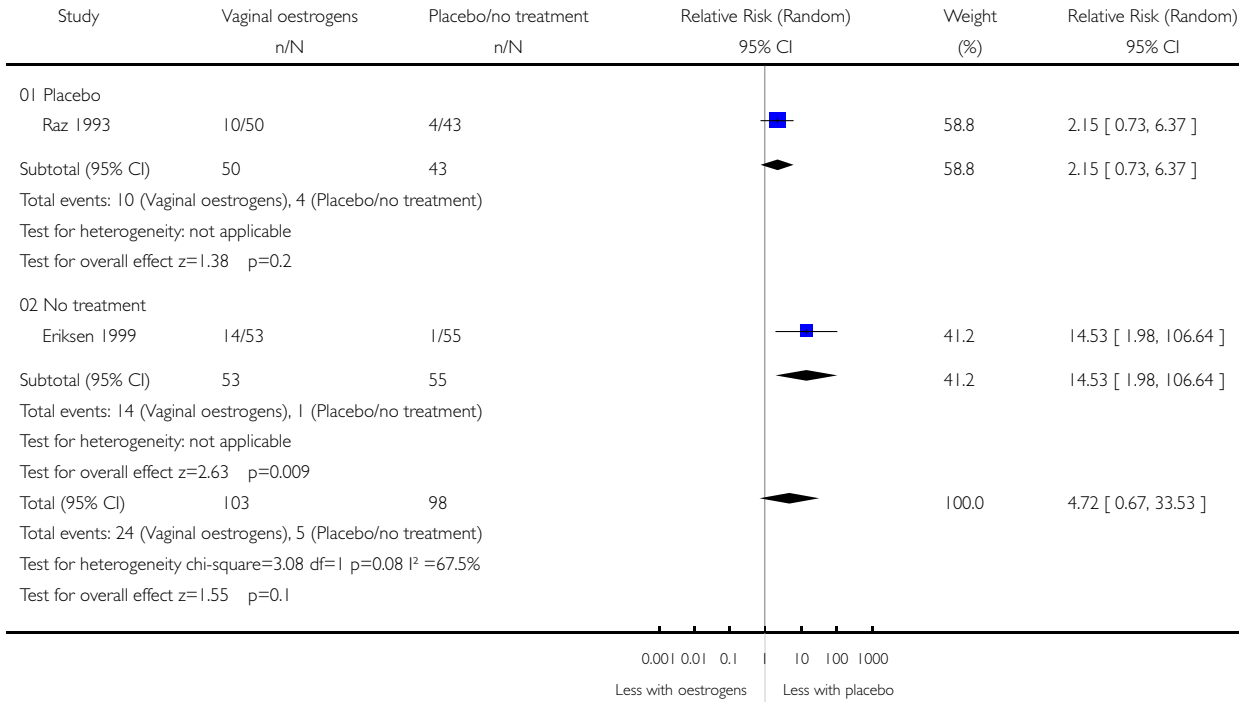 Study Vaginal oestrogens Placebo/no treatment Relative Risk (Random) Weight Relative Risk (Random)
n/N n/N 95% CI (%) 95% CI
01 Placebo
Raz 1993 10/50 4/43 58.8 2.15 [ 0.73, 6.37 ]
Subtotal (95% CI) 50 43 58.8 2.15 [ 0.73, 6.37 ]
Total events: 10 (Vaginal oestrogens), 4 (Placebo/no treatment)
Test for heterogeneity: not applicable
Test for overall effect z=1.38 p=0.2
02 No treatment
Eriksen 1999 14/53 1/55 41.2 14.53 [ 1.98, 106.64 ]
Subtotal (95% CI) 53 55 41.2 14.53 [ 1.98, 106.64 ]
Total events: 14 (Vaginal oestrogens), 1 (Placebo/no treatment)
Test for heterogeneity: not applicable
Test for overall effect z=2.63 p=0.009
Total (95% CI) 103 98 100.0 4.72 [ 0.67, 33.53 ]
Total events: 24 (Vaginal oestrogens), 5 (Placebo/no treatment)
Test for heterogeneity chi-square=3.08 df=1 p=0.08 I² =67.5%
Test for overall effect z=1.55 p=0.1
0.001 0.01 0.1 1 10 100 1000
Less with oestrogens Less with placebo